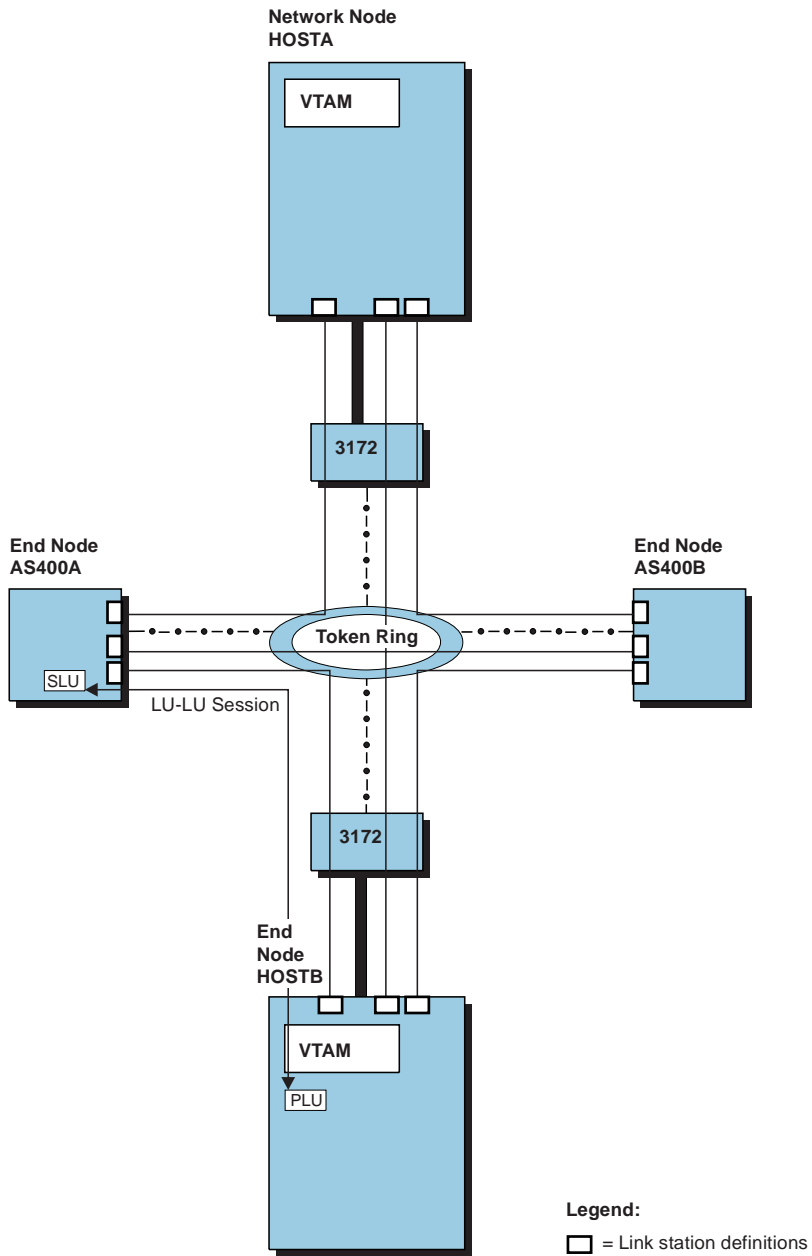 Network Node
HOSTA
VTAM
3172
End Node
AS400A
End Node
AS400B
Token Ring
SLU
LU-LU Session
3172
End
Node
HOSTB
VTAM
PLU
Legend:
= Link station definitions